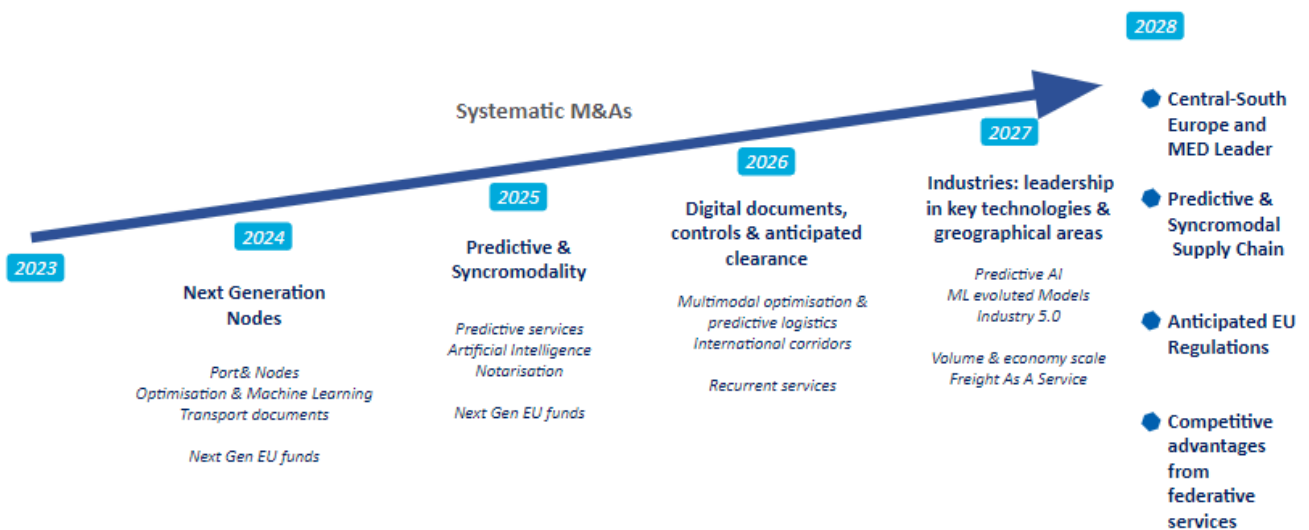 Systematic M&As
2023
2024
Next Generation
Nodes
Port& Nodes
Optimisation & Machine Learning
Transport documents
Next Gen EU funds
2025
Predictive &
Syncromodality
Predictive services
Artificial Intelligence
Notarisation
Next Gen EU funds
2026
Digital documents,
controls & anticipated
clearance
Multimodal optimisation &
predictive logistics
International corridors
Recurrent services
2027
Industries: leadership
in key technologies &
greographical areas
Predictive AI
ML evoluted Models
Industry 5.0
Volume & economy scale
Freight As A Service
2028
Central-South
Europe and
MED Leader
Predictive &
Syncromodal
Supply Chain
Anticipated EU
Regulations
Competitive
advantages
from
federative
services